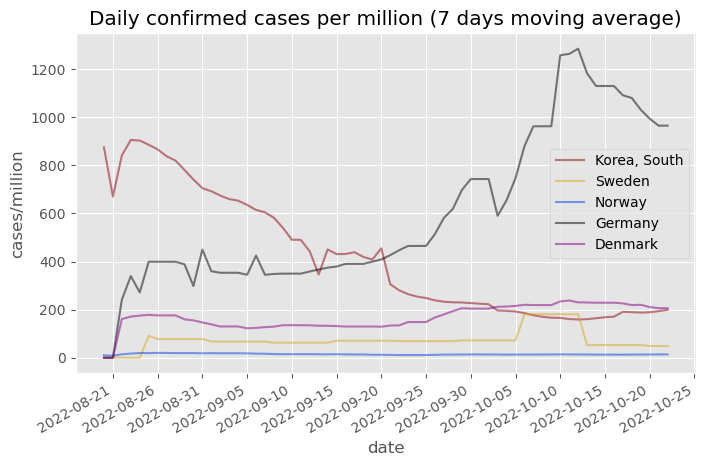 Daily confirmed cases per million (7 days moving average)
cases/million
1200
1000
800
600
400
200
0
Korea, South
Sweden
Norway
Germany
Denmark
2022-08-21
2022-08-26
2022-08-31
2022-09-05
2022-09-10
2022-09-15
2022-09-20
2022-09-25
2022-09-30
2022-10-05
2022-10-10
2022-10-15
2022-10-20
2022-10-25
date